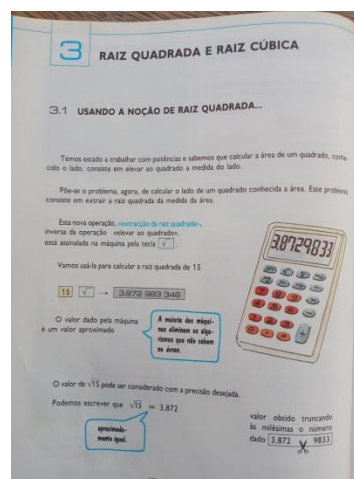 3 RAIZ QUADRADA E RAIZ CÚBICA
3.1 USANDO A NOÇÃO DE RAIZ QUADRADA...
Temos estado a trabalhar com potências e sabemos que calcular a área de um quadrado, conhe-
cido o lado, consiste em elevar ao quadrado a medida do lado.
Põe-se o problema, agora, de calcular o lado de um quadrado conhecida a área. Este problema
consiste em extrair a raiz quadrada da medida da área.
Esta nova operação, «extracção da raiz quadrada»,
inversa da operação «elevar ao quadrado»,
está assinalada na máquina pela tecla √
3.8729833
Vamos usá-la para calcular a raiz quadrada de 15
15 √ → 3.872 983 346
O valor dado pela máquina
é um valor aproximado
A maioria das máqui-
nas eliminam os alga-
rismos que não cabem
no écran.
O valor de √15 pode ser considerado com a precisão desejada.
Podemos escrever que √15 ≈ 3,872
aproximada-
mente igual.
valor obtido truncando
às milésimas o número
dado 3,872 9833